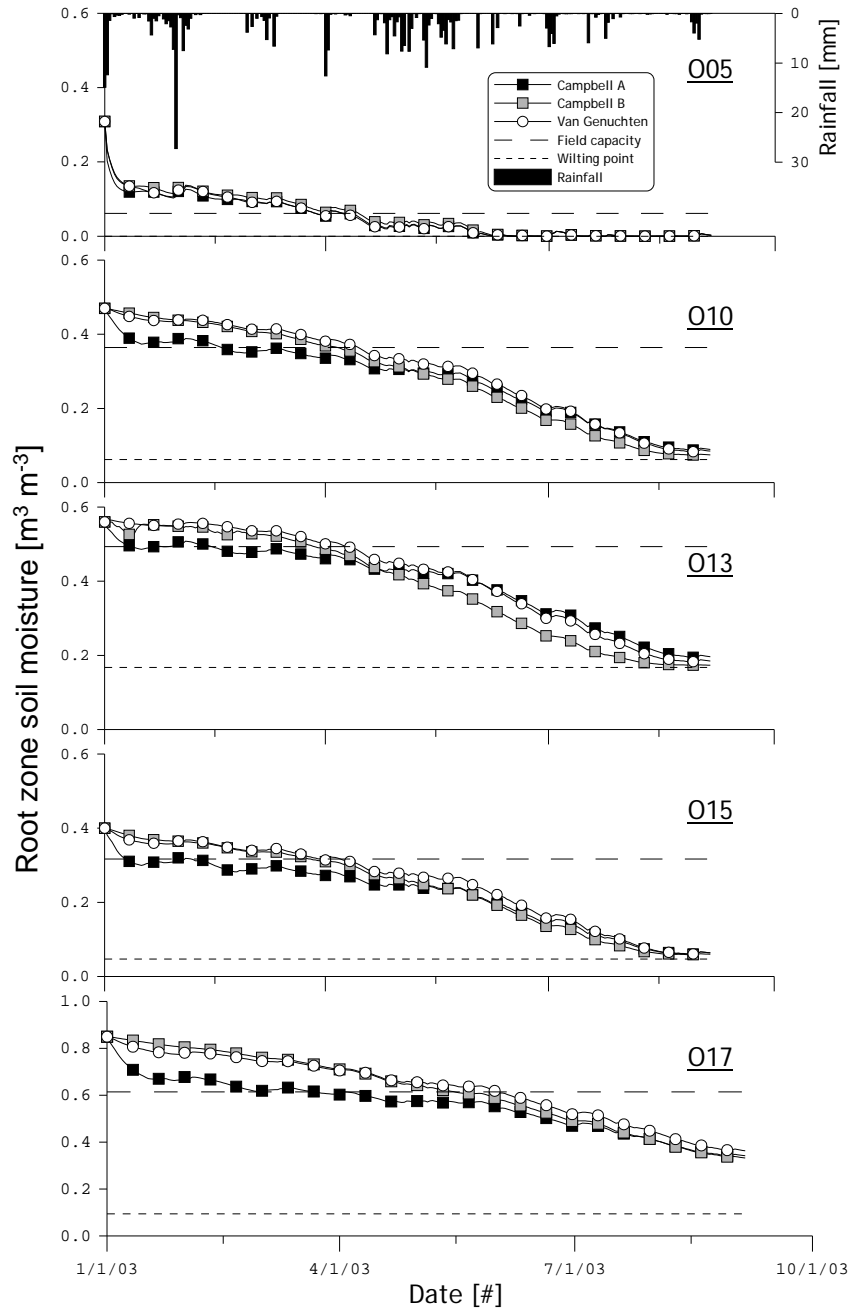 0.6
0.4
0.2
0.0
0
10
20
30
Rainfall [mm]
O05
Campbell A
Campbell B
Van Genuchten
Field capacity
Wilting point
Rainfall
0.6
0.4
0.2
0.0
O10
Root zone soil moisture [m³ m⁻³]
0.6
0.4
0.2
0.0
O13
0.6
0.4
0.2
0.0
O15
1.0
0.8
0.6
0.4
0.2
0.0
O17
1/1/03
4/1/03
7/1/03
10/1/03
Date [#]